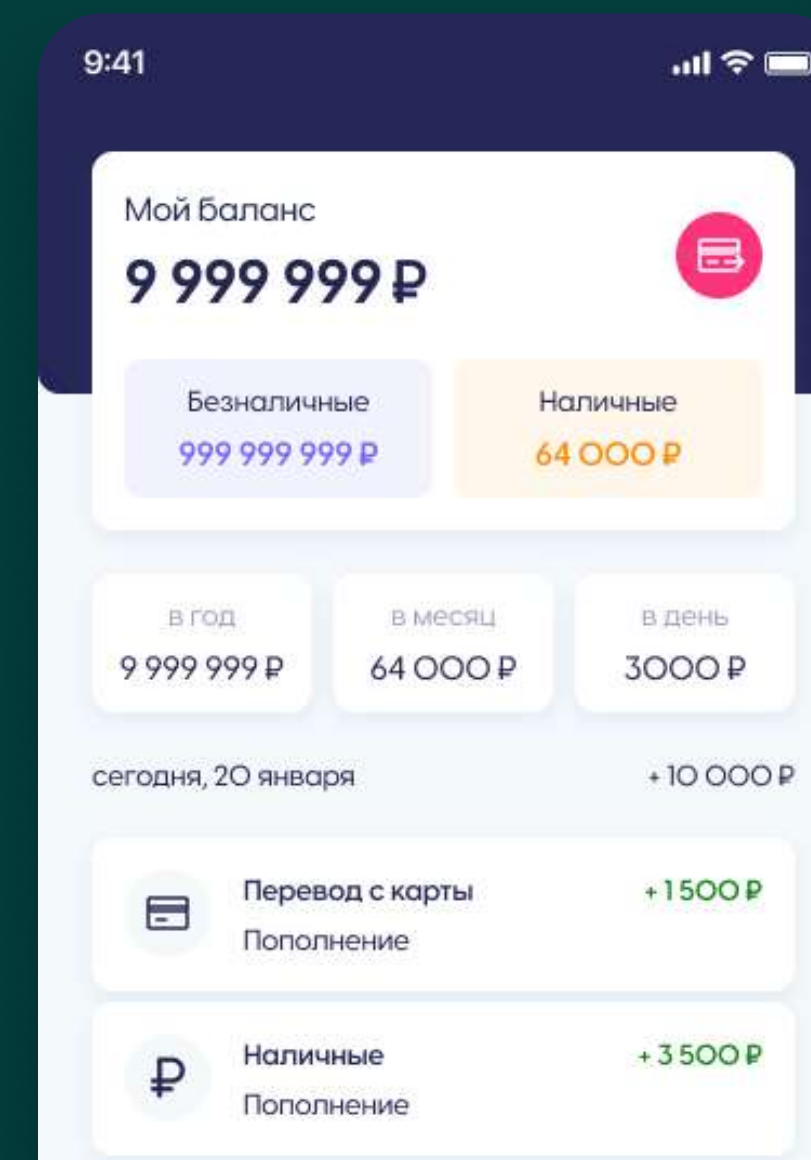 9:41
Мой баланс
9 999 999 ₽
Безналичные
Наличные
999 999 999 ₽
64 000 ₽
в год
в месяц
в день
9 999 999 ₽
64 000 ₽
3000 ₽
сегодня, 20 января
+ 10 000 ₽
Перевод с карты
+ 1 500 ₽
Пополнение
₽
Наличные
+ 3 500 ₽
Пополнение